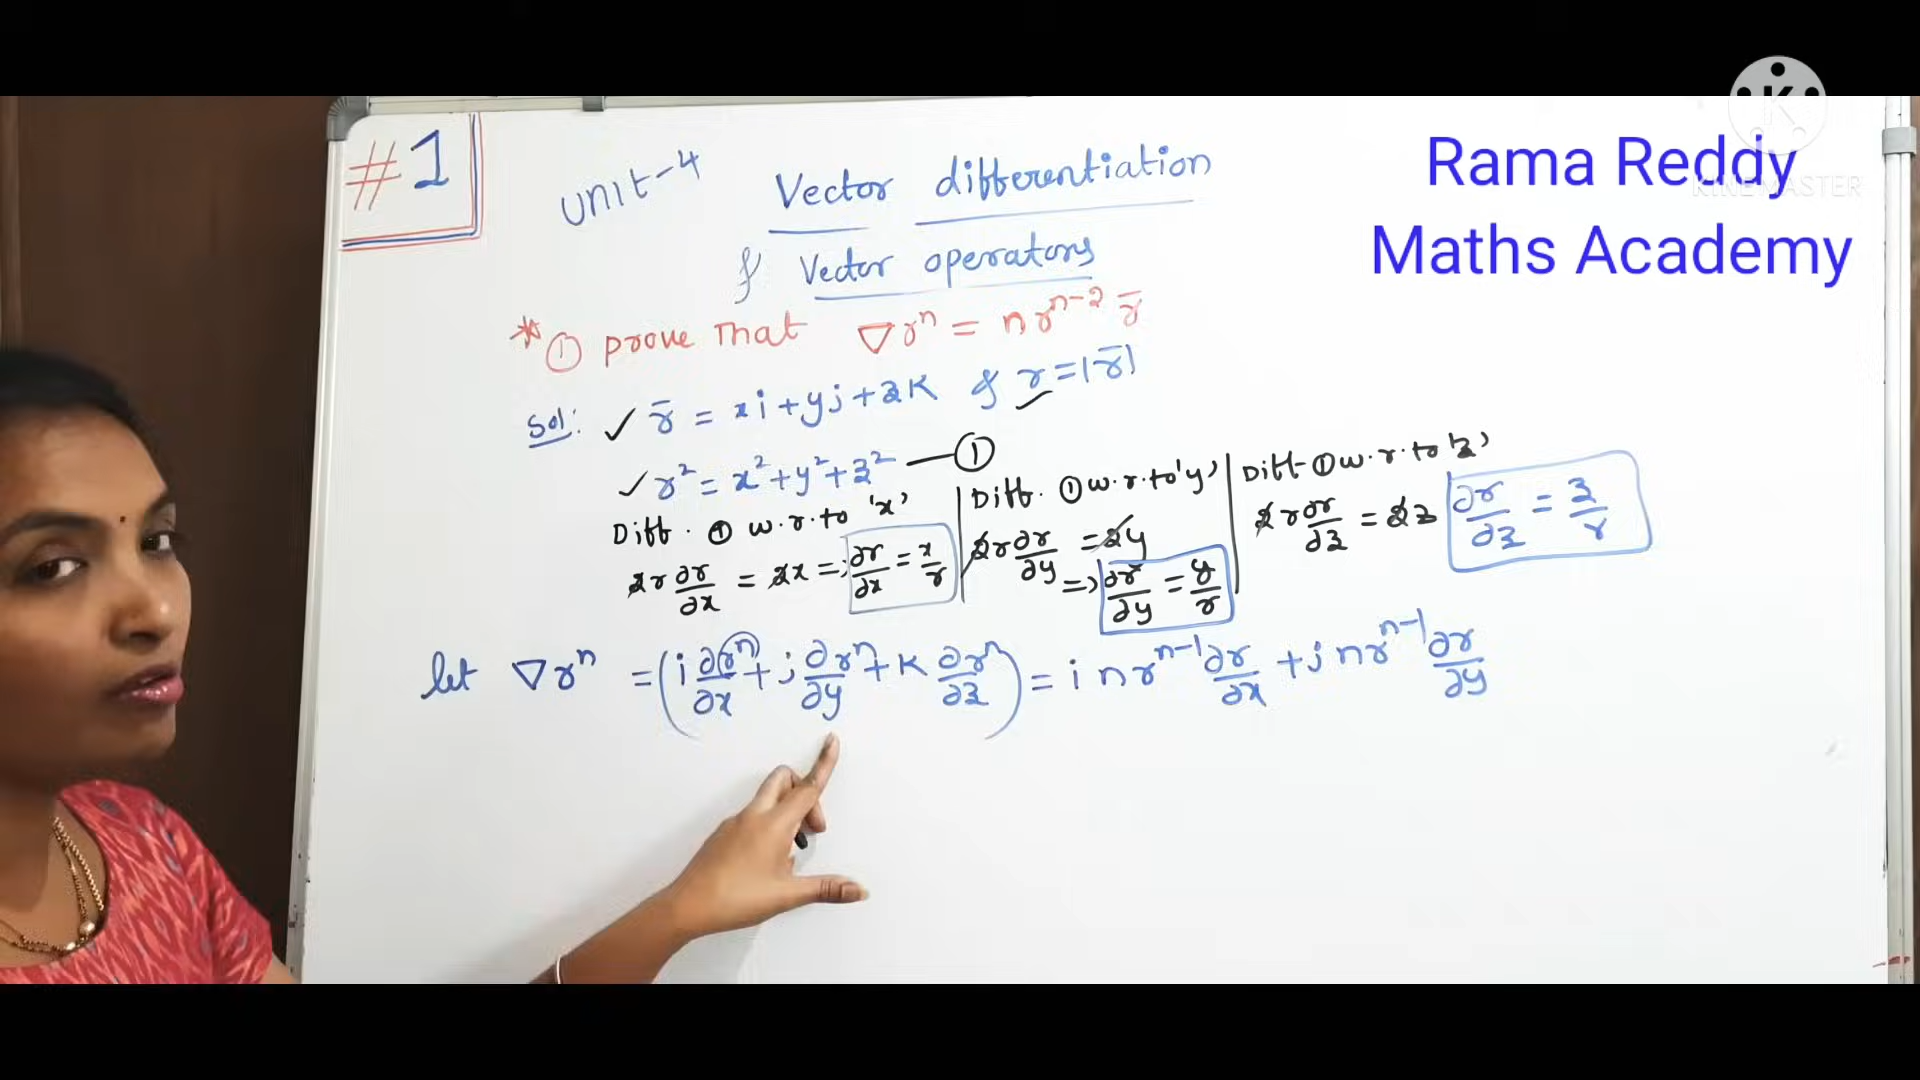 #1
unit-4
Vector differentiation
& Vector operators
* ① prove that ∇r^n = n r^(n-2) r̄
Sol: ✓ r̄ = xi + yj + zk & r = |r̄|
✓ r² = x² + y² + z² — ①
Diff. ① w.r.to 'x'
2r ∂r/∂x = 2x => ∂r/∂x = x/r
Diff. ① w.r.to 'y'
2r ∂r/∂y = 2y
=> ∂r/∂y = y/r
Diff ① w.r.to 'z'
2r ∂r/∂z = 2z ∂r/∂z = z/r
let ∇r^n = (i ∂(r^n)/∂x + j ∂r^n/∂y + k ∂r^n/∂z) = i n r^(n-1) ∂r/∂x + j n r^(n-1) ∂r/∂y
Rama Reddy
Maths Academy
K
KINEMASTER